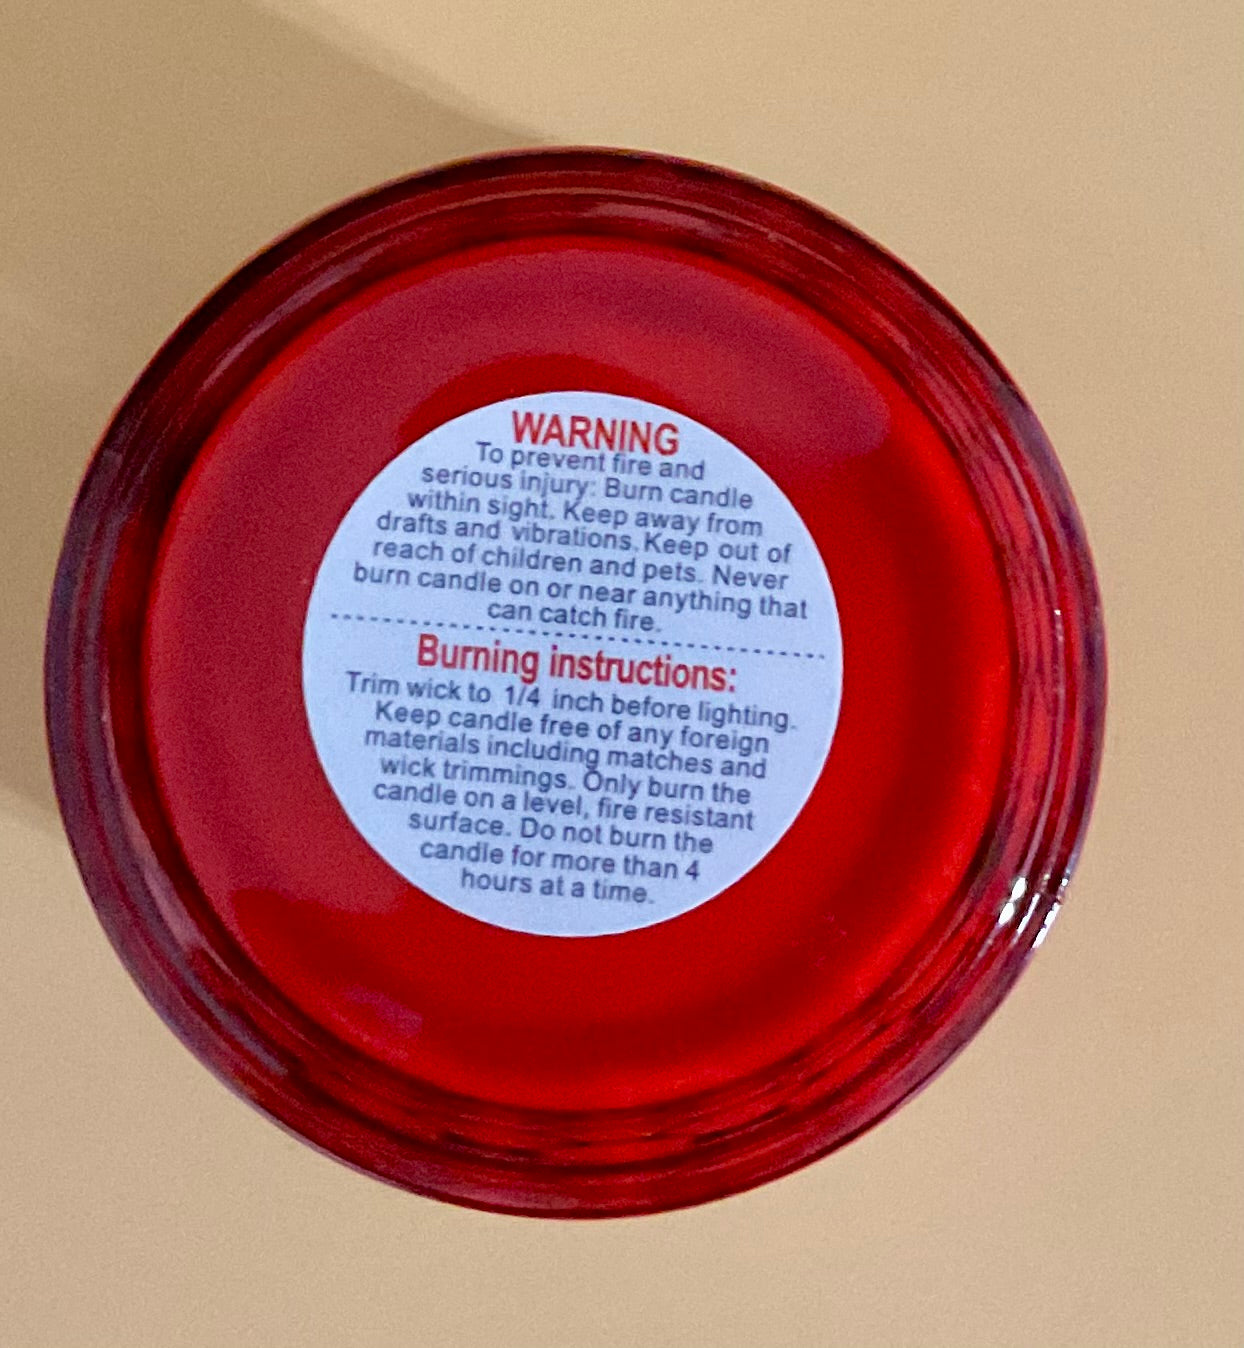 WARNING
To prevent fire and
serious injury: Burn candle
within sight. Keep away from
drafts and vibrations. Keep out of
reach of children and pets. Never
burn candle on or near anything that
can catch fire.
Burning instructions:
Trim wick to 1/4 inch before lighting.
Keep candle free of any foreign
materials including matches and
wick trimmings. Only burn the
candle on a level, fire resistant
surface. Do not burn the
candle for more than 4
hours at a time.